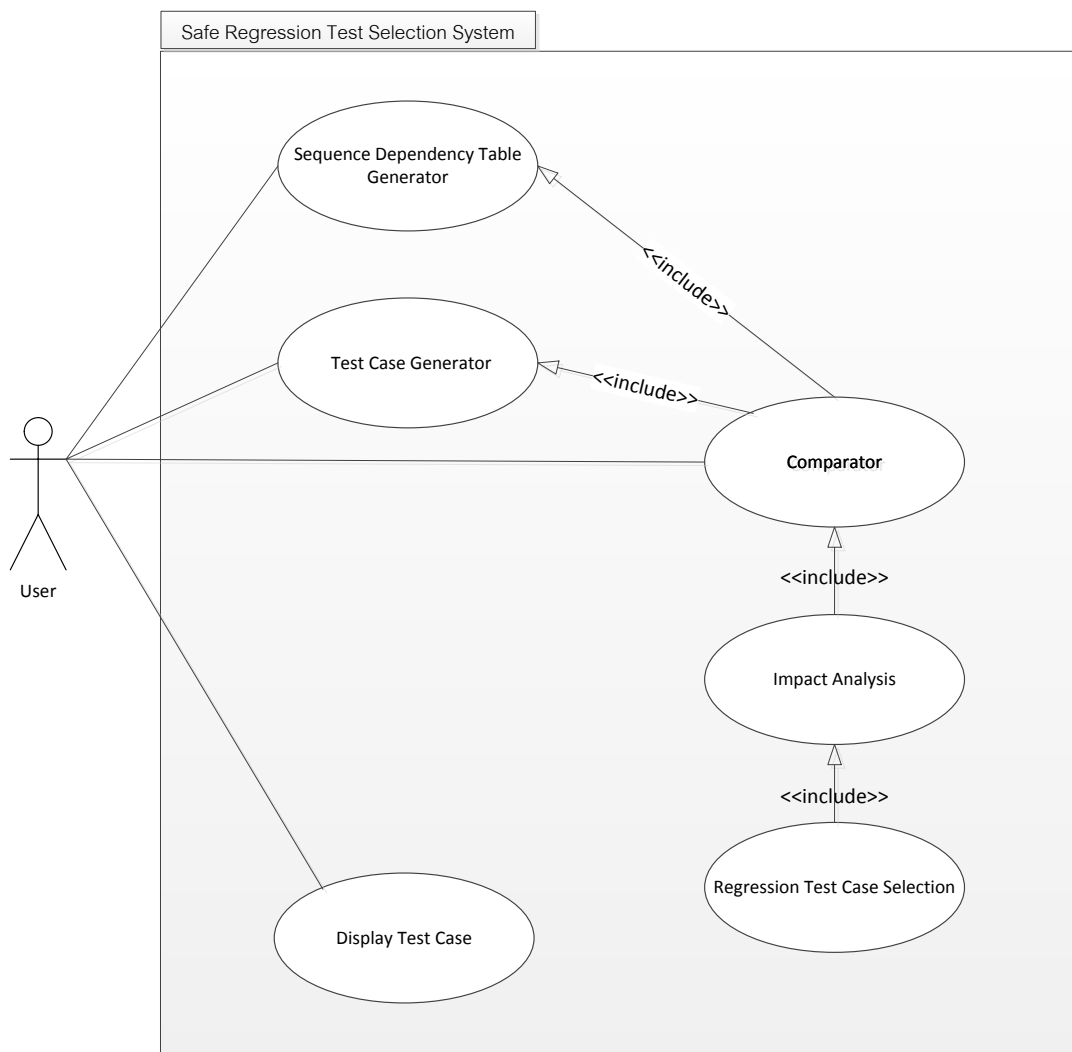 Safe Regression Test Selection System
Sequence Dependency Table
Generator
<<include>>
Test Case Generator
<<include>>
Comparator
User
<<include>>
Impact Analysis
<<include>>
Regression Test Case Selection
Display Test Case